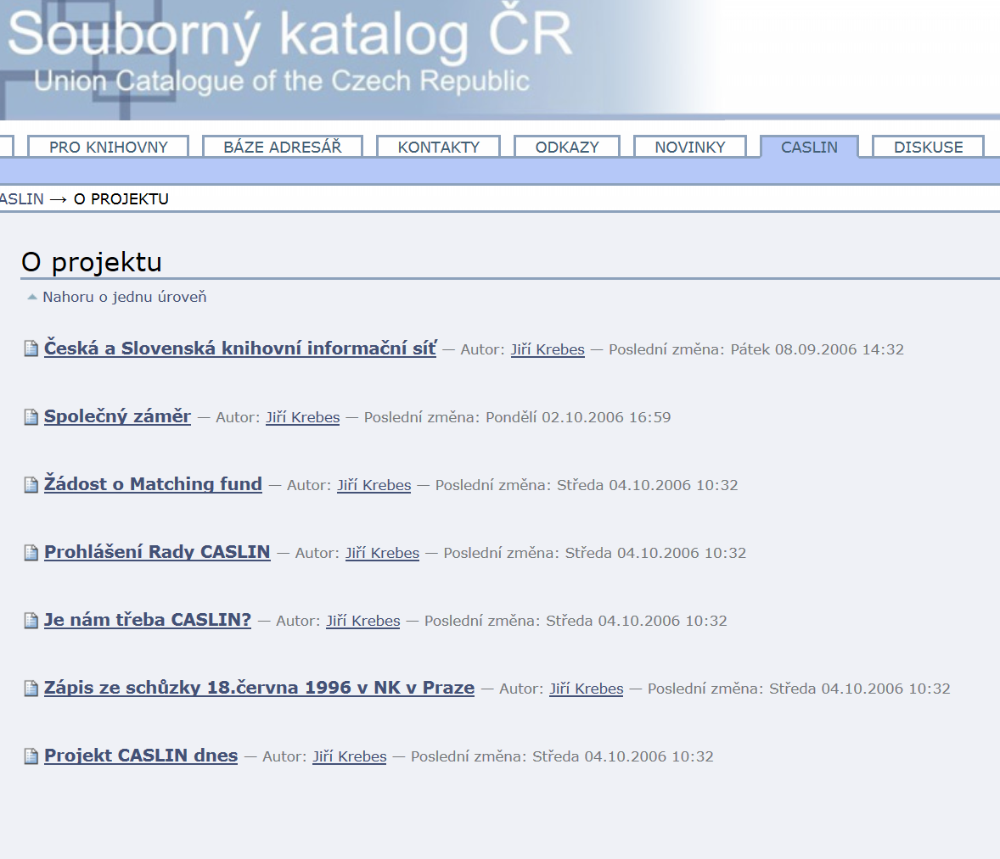 Souborný katalog ČR
Union Catalogue of the Czech Republic
PRO KNIHOVNY BÁZE ADRESÁŘ KONTAKTY ODKAZY NOVINKY CASLIN DISKUSE
ASLIN → O PROJEKTU
O projektu
Nahoru o jednu úroveň
Česká a Slovenská knihovní informační síť — Autor: Jiří Krebes — Poslední změna: Pátek 08.09.2006 14:32
Společný záměr — Autor: Jiří Krebes — Poslední změna: Pondělí 02.10.2006 16:59
Žádost o Matching fund — Autor: Jiří Krebes — Poslední změna: Středa 04.10.2006 10:32
Prohlášení Rady CASLIN — Autor: Jiří Krebes — Poslední změna: Středa 04.10.2006 10:32
Je nám třeba CASLIN? — Autor: Jiří Krebes — Poslední změna: Středa 04.10.2006 10:32
Zápis ze schůzky 18.června 1996 v NK v Praze — Autor: Jiří Krebes — Poslední změna: Středa 04.10.2006 10:32
Projekt CASLIN dnes — Autor: Jiří Krebes — Poslední změna: Středa 04.10.2006 10:32